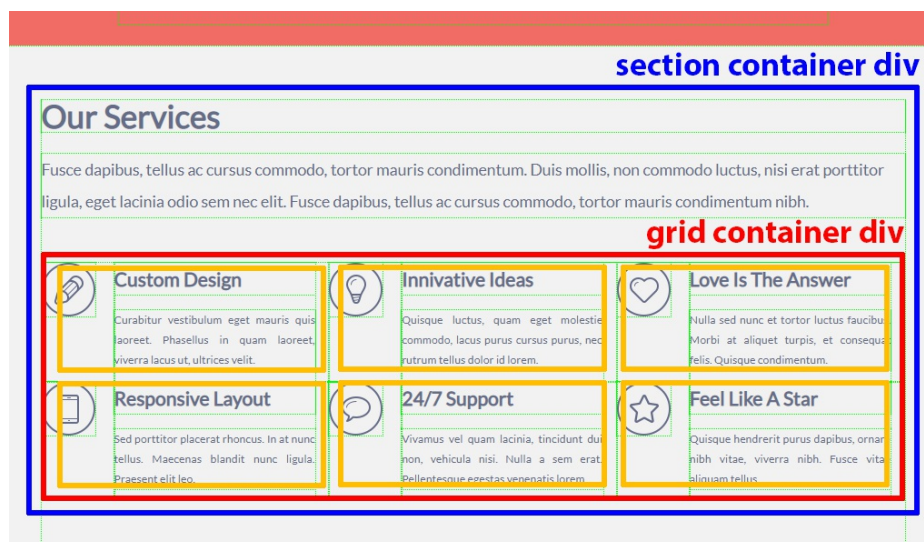 section container div
Our Services
Fusce dapibus, tellus ac cursus commodo, tortor mauris condimentum. Duis mollis, non commodo luctus, nisi erat porttitor
ligula, eget lacinia odio sem nec elit. Fusce dapibus, tellus ac cursus commodo, tortor mauris condimentum nibh.
grid container div
Custom Design
Curabitur vestibulum eget mauris quis
laoreet. Phasellus in quam laoreet,
viverra lacus ut, ultrices velit.
Innivative Ideas
Quisque luctus, quam eget molestie
commodo, lacus purus cursus purus, nec
rutrum tellus dolor id lorem.
Love Is The Answer
Nulla sed nunc et tortor luctus faucibus
Morbi at aliquet turpis, et consequat
felis. Quisque condimentum.
Responsive Layout
Sed porttitor placerat rhoncus. In at nunc
tellus. Maecenas blandit nunc ligula.
Praesent elit leo.
24/7 Support
Vivamus vel quam lacinia, tincidunt dui
non, vehicula nisi. Nulla a sem erat.
Pellentesque egestas venenatis lorem
Feel Like A Star
Quisque hendrerit purus dapibus, ornare
nibh vitae, viverra nibh. Fusce vitae
aliquam tellus